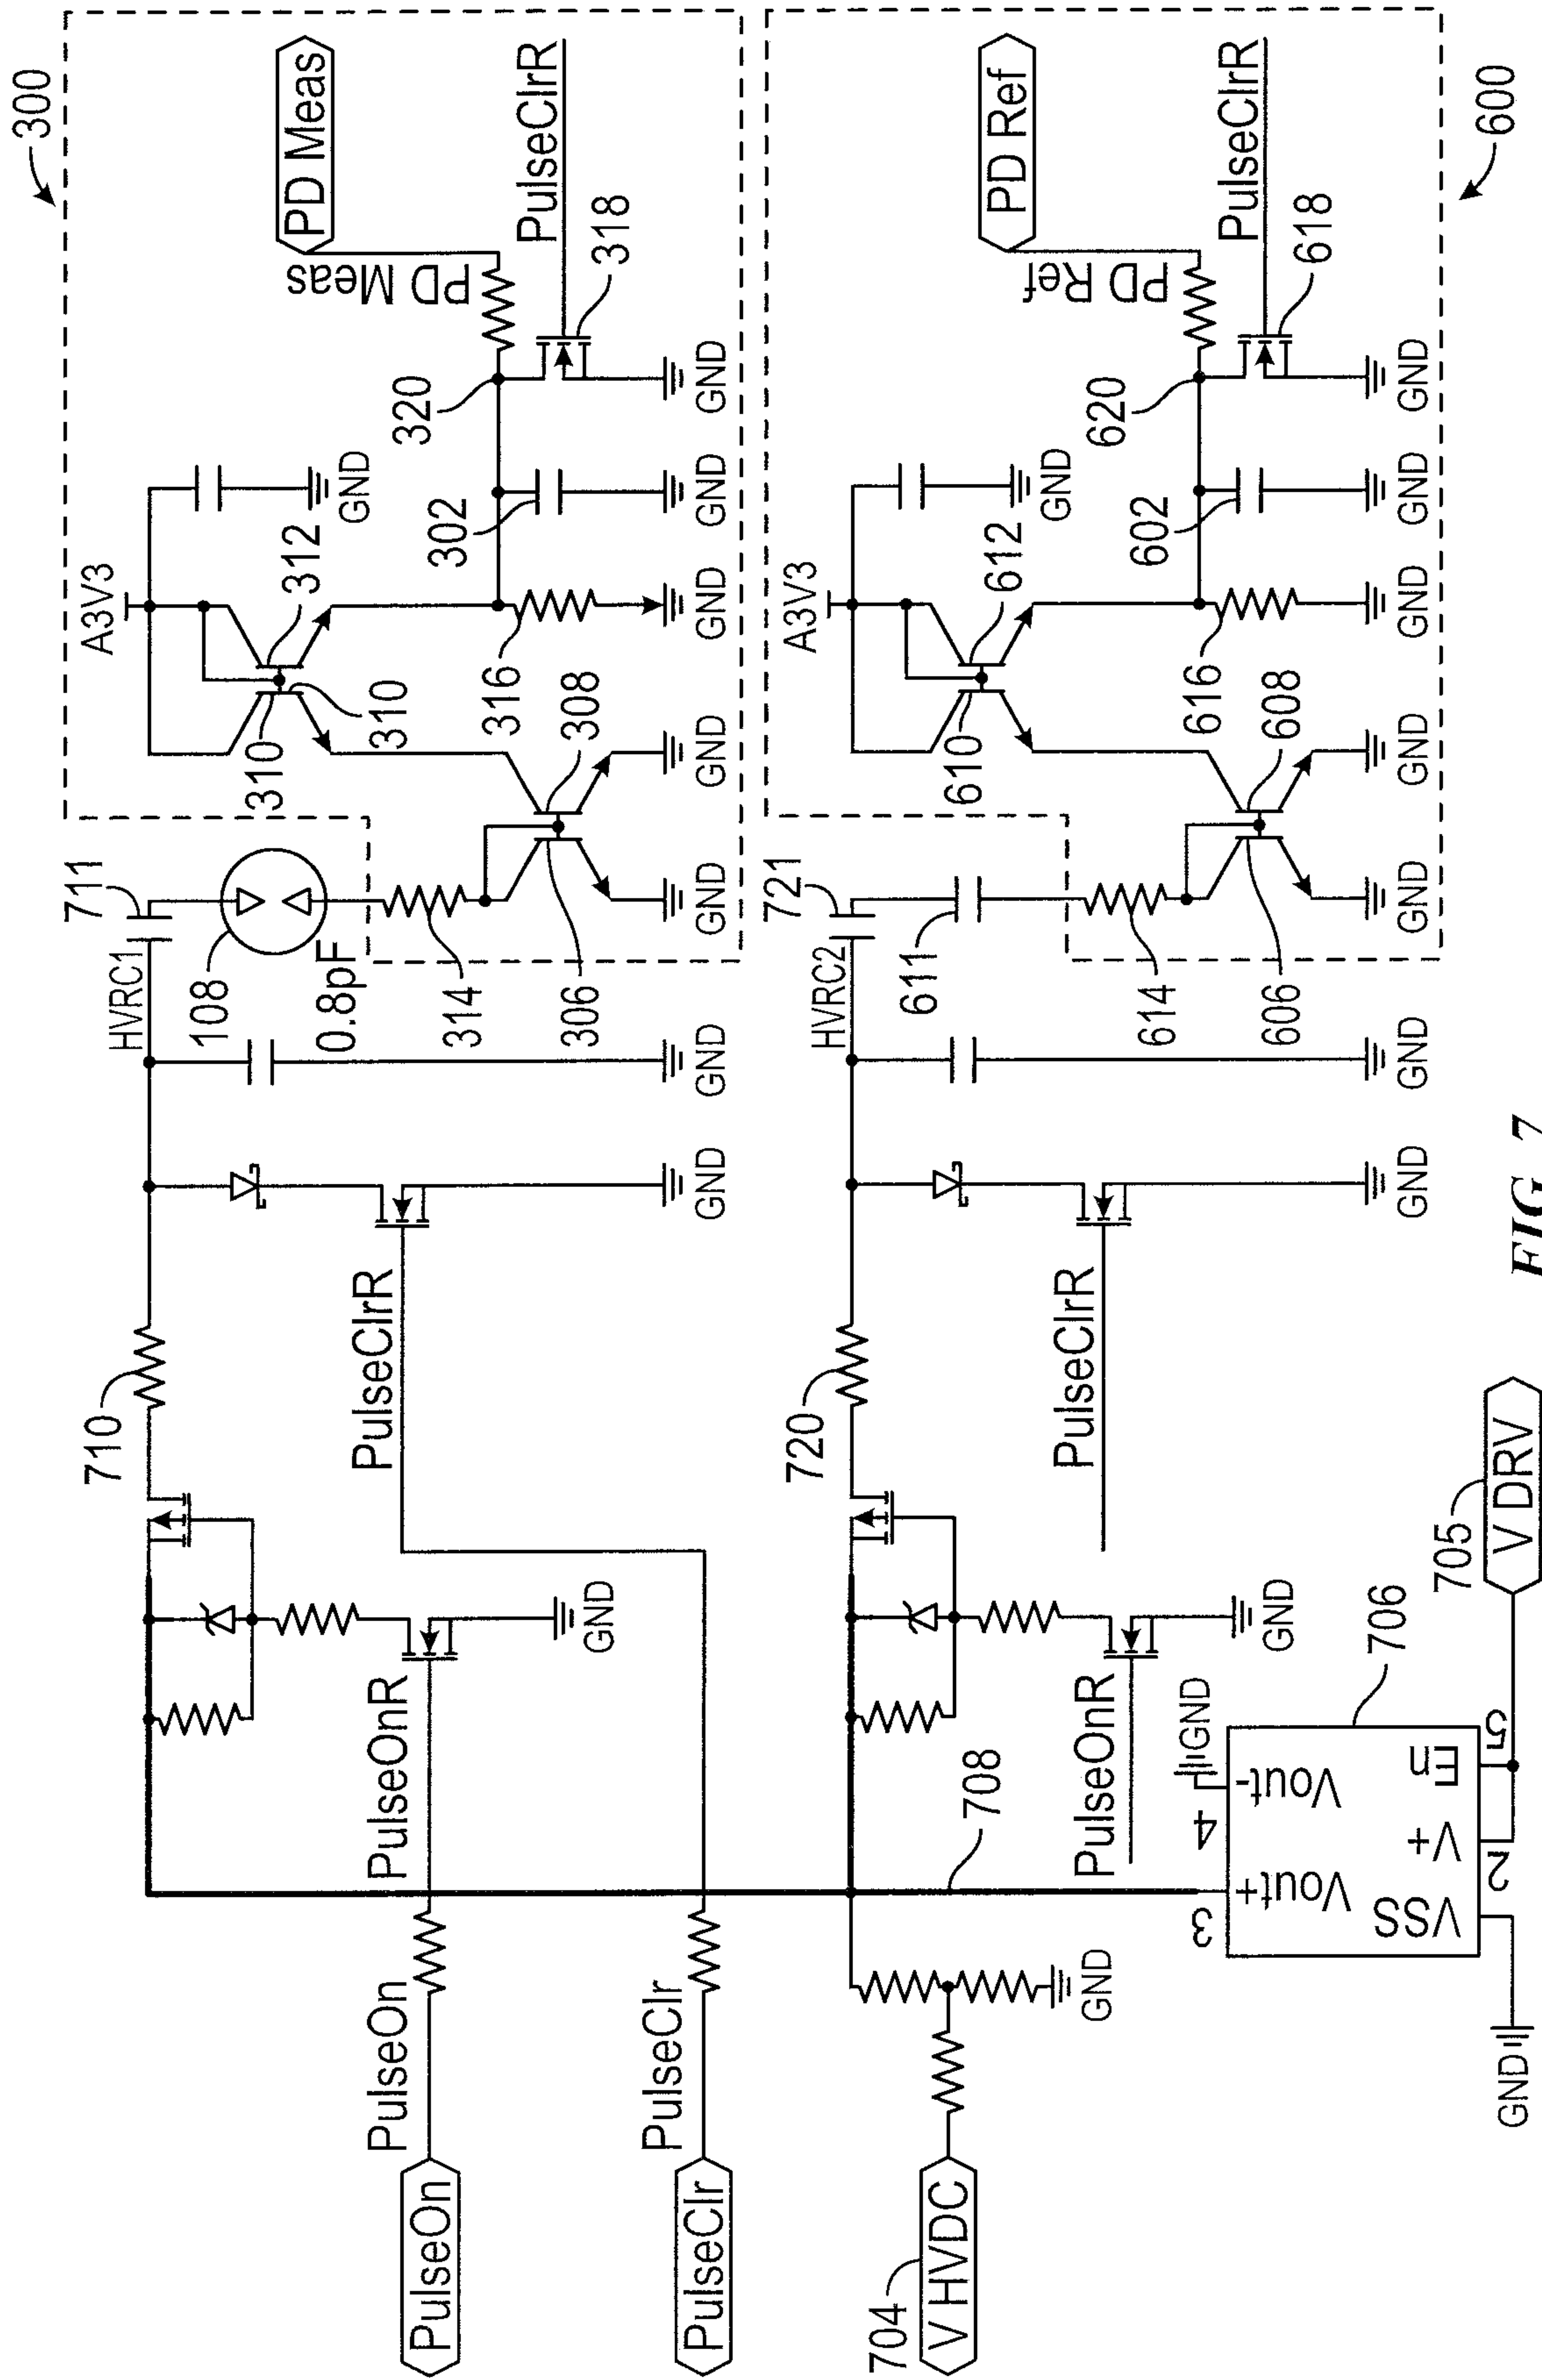 300
711
HVRC1
108
0.8pF
314
306
A3V3
312
310
310
GND
308
316
302
320
PD Meas
PD Meas
PulseClrR
318
GND
GND
GND
GND
GND
GND
710
PulseClrR
GND
PulseOnR
GND
PulseOn
PulseOn
PulseClr
PulseClr
600
721
HVRC2
611
614
606
A3V3
612
610
GND
608
616
602
620
PD Ref
PD Ref
PulseClrR
618
GND
GND
GND
GND
GND
GND
720
PulseClrR
GND
PulseOnR
GND
708
704
V HVDC
GND
706
705
V DRV
GND
3
4
Vout+
Vout-
VSS
V+
En
2
5
GND
FIG. 7